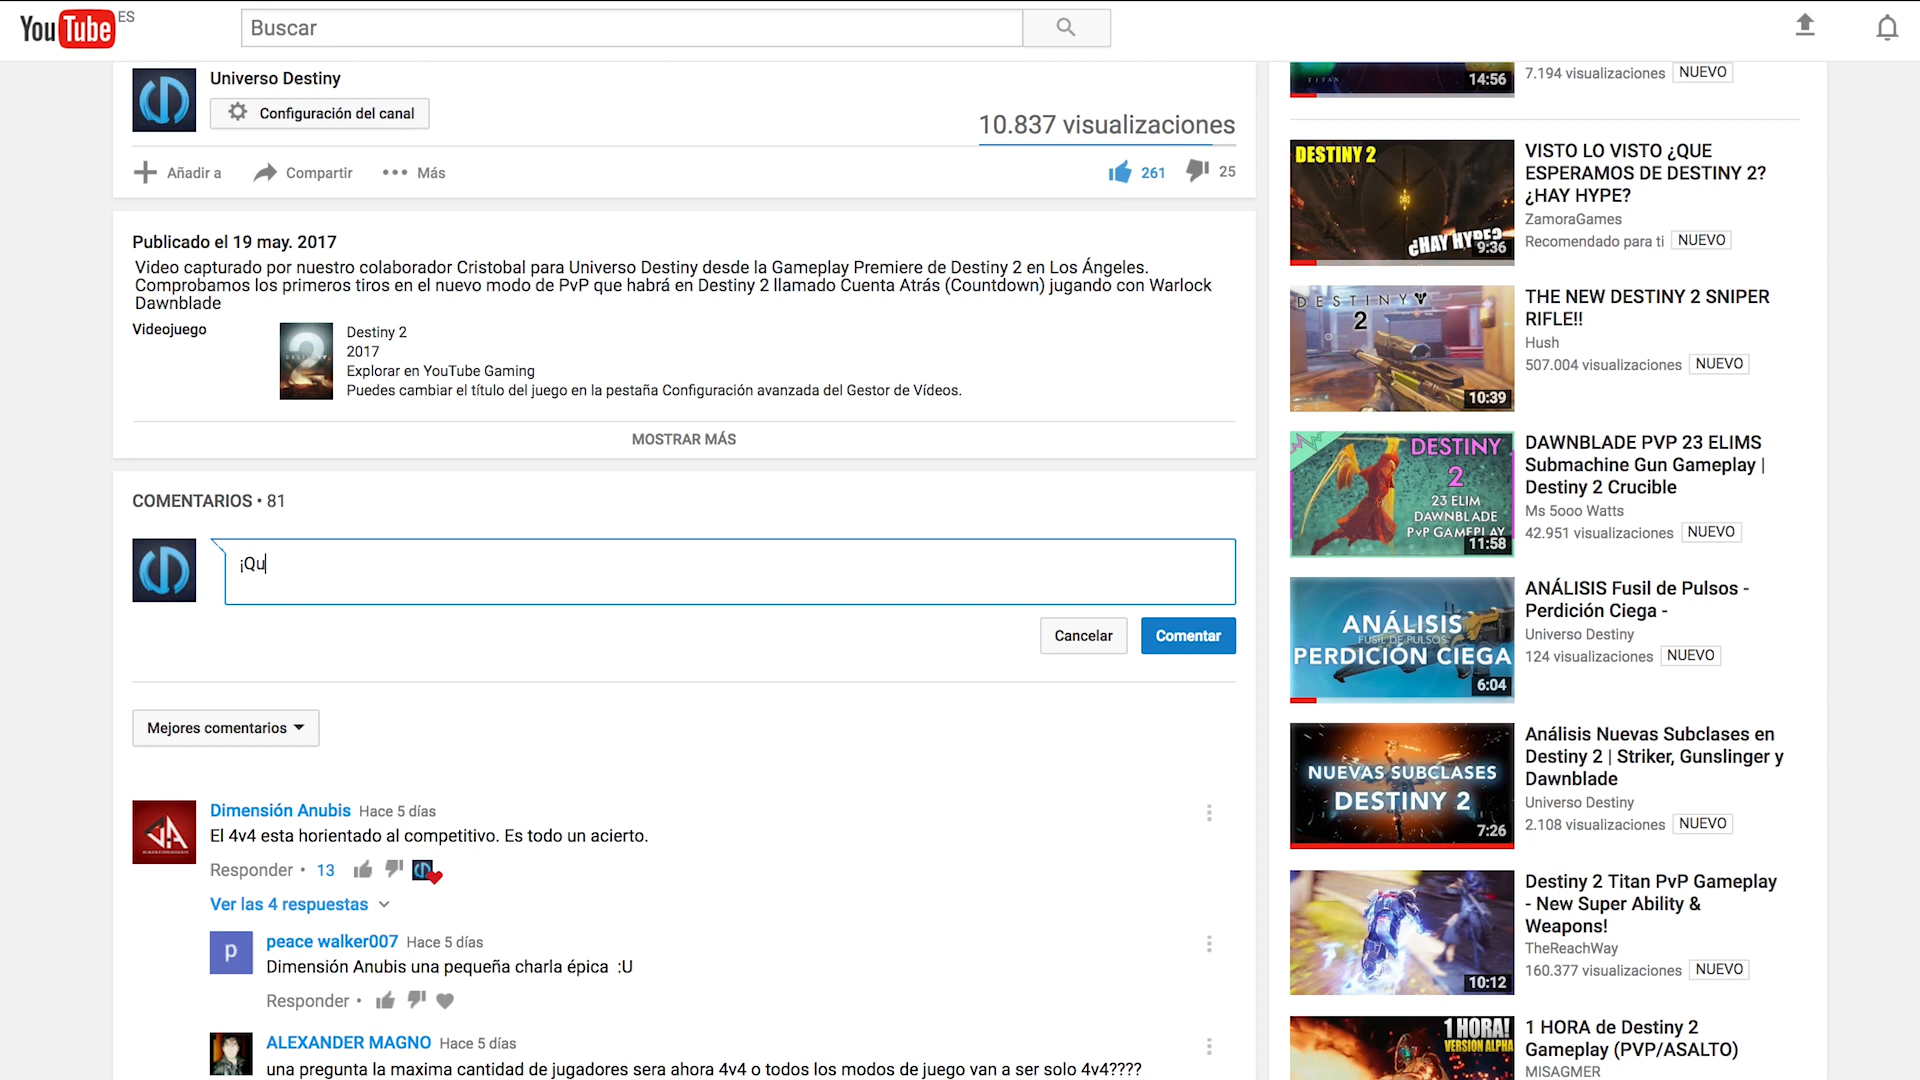 YouTube ES
Buscar
Universo Destiny
Configuración del canal
10.837 visualizaciones
Añadir a
Compartir
Más
261
25
Publicado el 19 may. 2017
Video capturado por nuestro colaborador Cristobal para Universo Destiny desde la Gameplay Premiere de Destiny 2 en Los Ángeles.
Comprobamos los primeros tiros en el nuevo modo de PvP que habrá en Destiny 2 llamado Cuenta Atrás (Countdown) jugando con Warlock
Dawnblade
Videojuego
DESTINY
2
Destiny 2
2017
Explorar en YouTube Gaming
Puedes cambiar el título del juego en la pestaña Configuración avanzada del Gestor de Vídeos.
MOSTRAR MÁS
COMENTARIOS • 81
¡Qu
Cancelar
Comentar
Mejores comentarios
Dimensión Anubis Hace 5 días
El 4v4 esta horientado al competitivo. Es todo un acierto.
Responder • 13
Ver las 4 respuestas
p
peace walker007 Hace 5 días
Dimensión Anubis una pequeña charla épica :U
Responder •
ALEXANDER MAGNO Hace 5 días
una pregunta la maxima cantidad de jugadores sera ahora 4v4 o todos los modos de juego van a ser solo 4v4????
TITAN
14:56
7.194 visualizaciones NUEVO
DESTINY 2
¿HAY HYPE?
9:36
VISTO LO VISTO ¿QUE
ESPERAMOS DE DESTINY 2?
¿HAY HYPE?
ZamoraGames
Recomendado para ti NUEVO
DESTINY
2
10:39
THE NEW DESTINY 2 SNIPER
RIFLE!!
Hush
507.004 visualizaciones NUEVO
DESTINY
2
23 ELIM
DAWNBLADE
PvP GAMEPLAY
11:58
DAWNBLADE PVP 23 ELIMS
Submachine Gun Gameplay |
Destiny 2 Crucible
Ms 5ooo Watts
42.951 visualizaciones NUEVO
ANÁLISIS
FUSIL DE PULSOS
PERDICIÓN CIEGA
6:04
ANÁLISIS Fusil de Pulsos -
Perdición Ciega -
Universo Destiny
124 visualizaciones NUEVO
NUEVAS SUBCLASES
DESTINY 2
7:26
Análisis Nuevas Subclases en
Destiny 2 | Striker, Gunslinger y
Dawnblade
Universo Destiny
2.108 visualizaciones NUEVO
10:12
Destiny 2 Titan PvP Gameplay
- New Super Ability &
Weapons!
TheReachWay
160.377 visualizaciones NUEVO
1 HORA!
VERSION ALPHA
1 HORA de Destiny 2
Gameplay (PVP/ASALTO)
MISAGMER